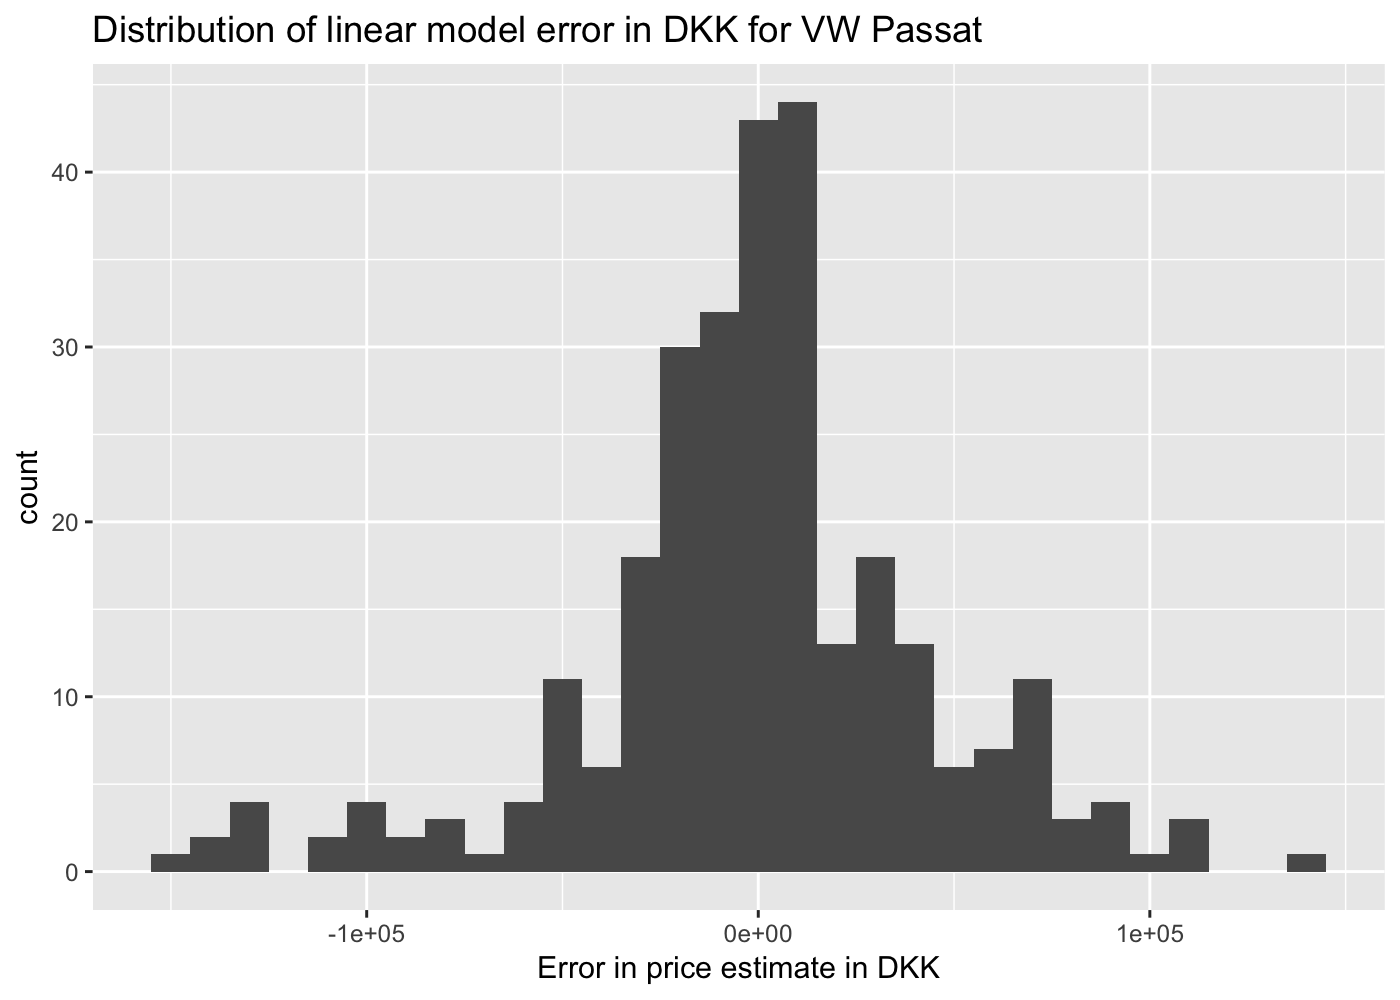 Distribution of linear model error in DKK for VW Passat
40
30
20
10
0
count
-1e+05 0e+00 1e+05
Error in price estimate in DKK